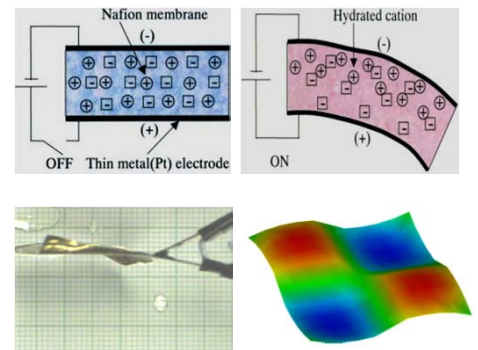 Nafion membrane
(-)
(+)
OFF
Thin metal(Pt) electrode
Hydrated cation
(-)
(+)
ON